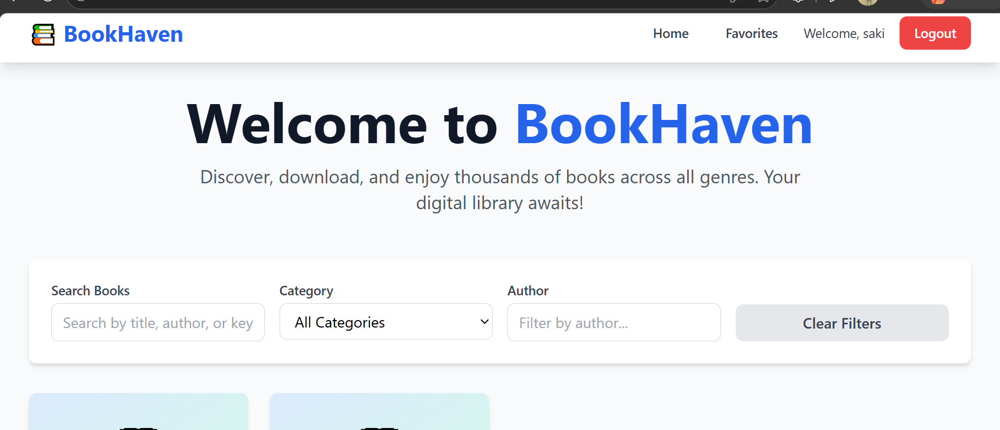 BookHaven
Home
Favorites
Welcome, saki
Logout
Welcome to BookHaven
Discover, download, and enjoy thousands of books across all genres. Your
digital library awaits!
Search Books
Category
Author
Search by title, author, or key
All Categories
Filter by author...
Clear Filters